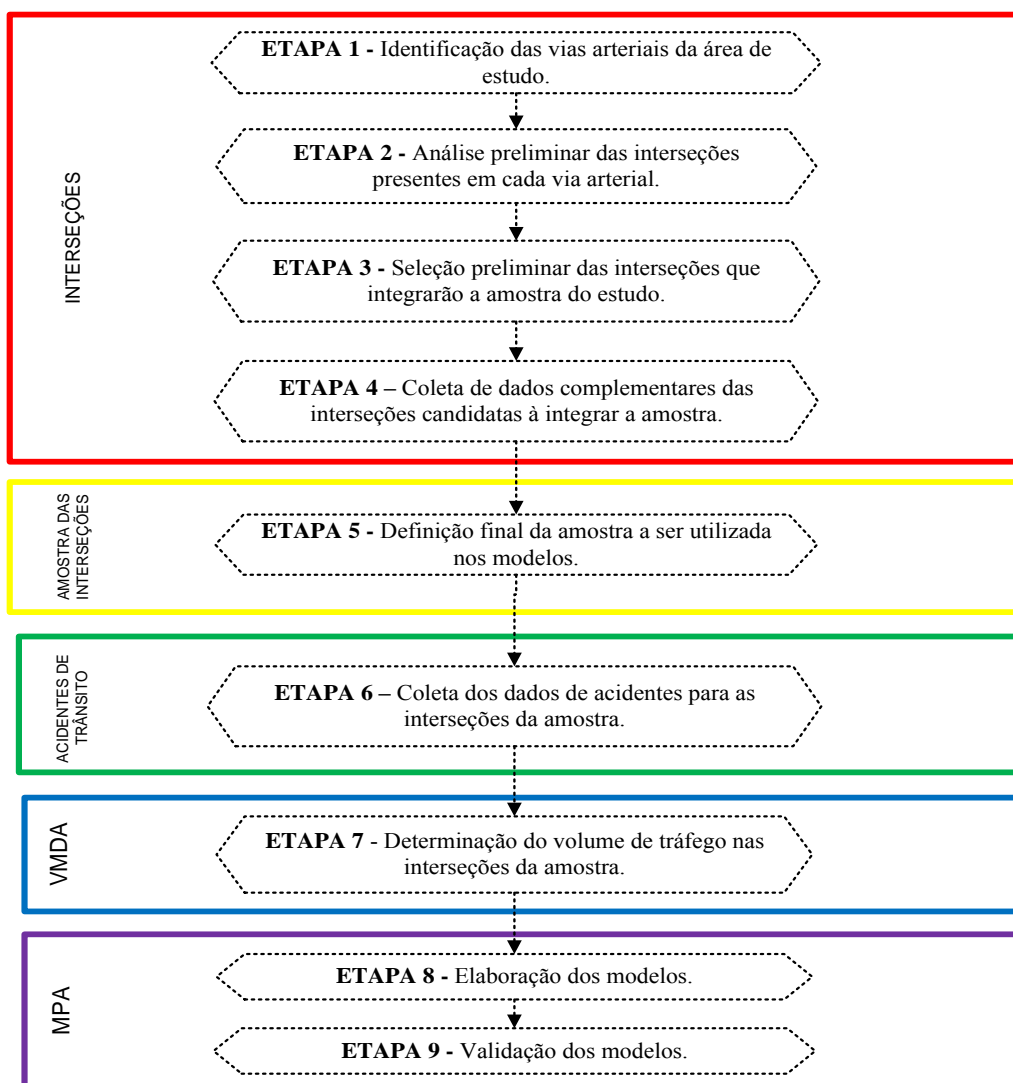 INTERSEÇÕES
ETAPA 1 - Identificação das vias arteriais da área de
estudo.
ETAPA 2 - Análise preliminar das interseções
presentes em cada via arterial.
ETAPA 3 - Seleção preliminar das interseções que
integrarão a amostra do estudo.
ETAPA 4 – Coleta de dados complementares das
interseções candidatas à integrar a amostra.
AMOSTRA DAS
INTERSEÇÕES
ETAPA 5 - Definição final da amostra a ser utilizada
nos modelos.
ACIDENTES DE
TRÂNSITO
ETAPA 6 – Coleta dos dados de acidentes para as
interseções da amostra.
VMDA
ETAPA 7 - Determinação do volume de tráfego nas
interseções da amostra.
MPA
ETAPA 8 - Elaboração dos modelos.
ETAPA 9 - Validação dos modelos.